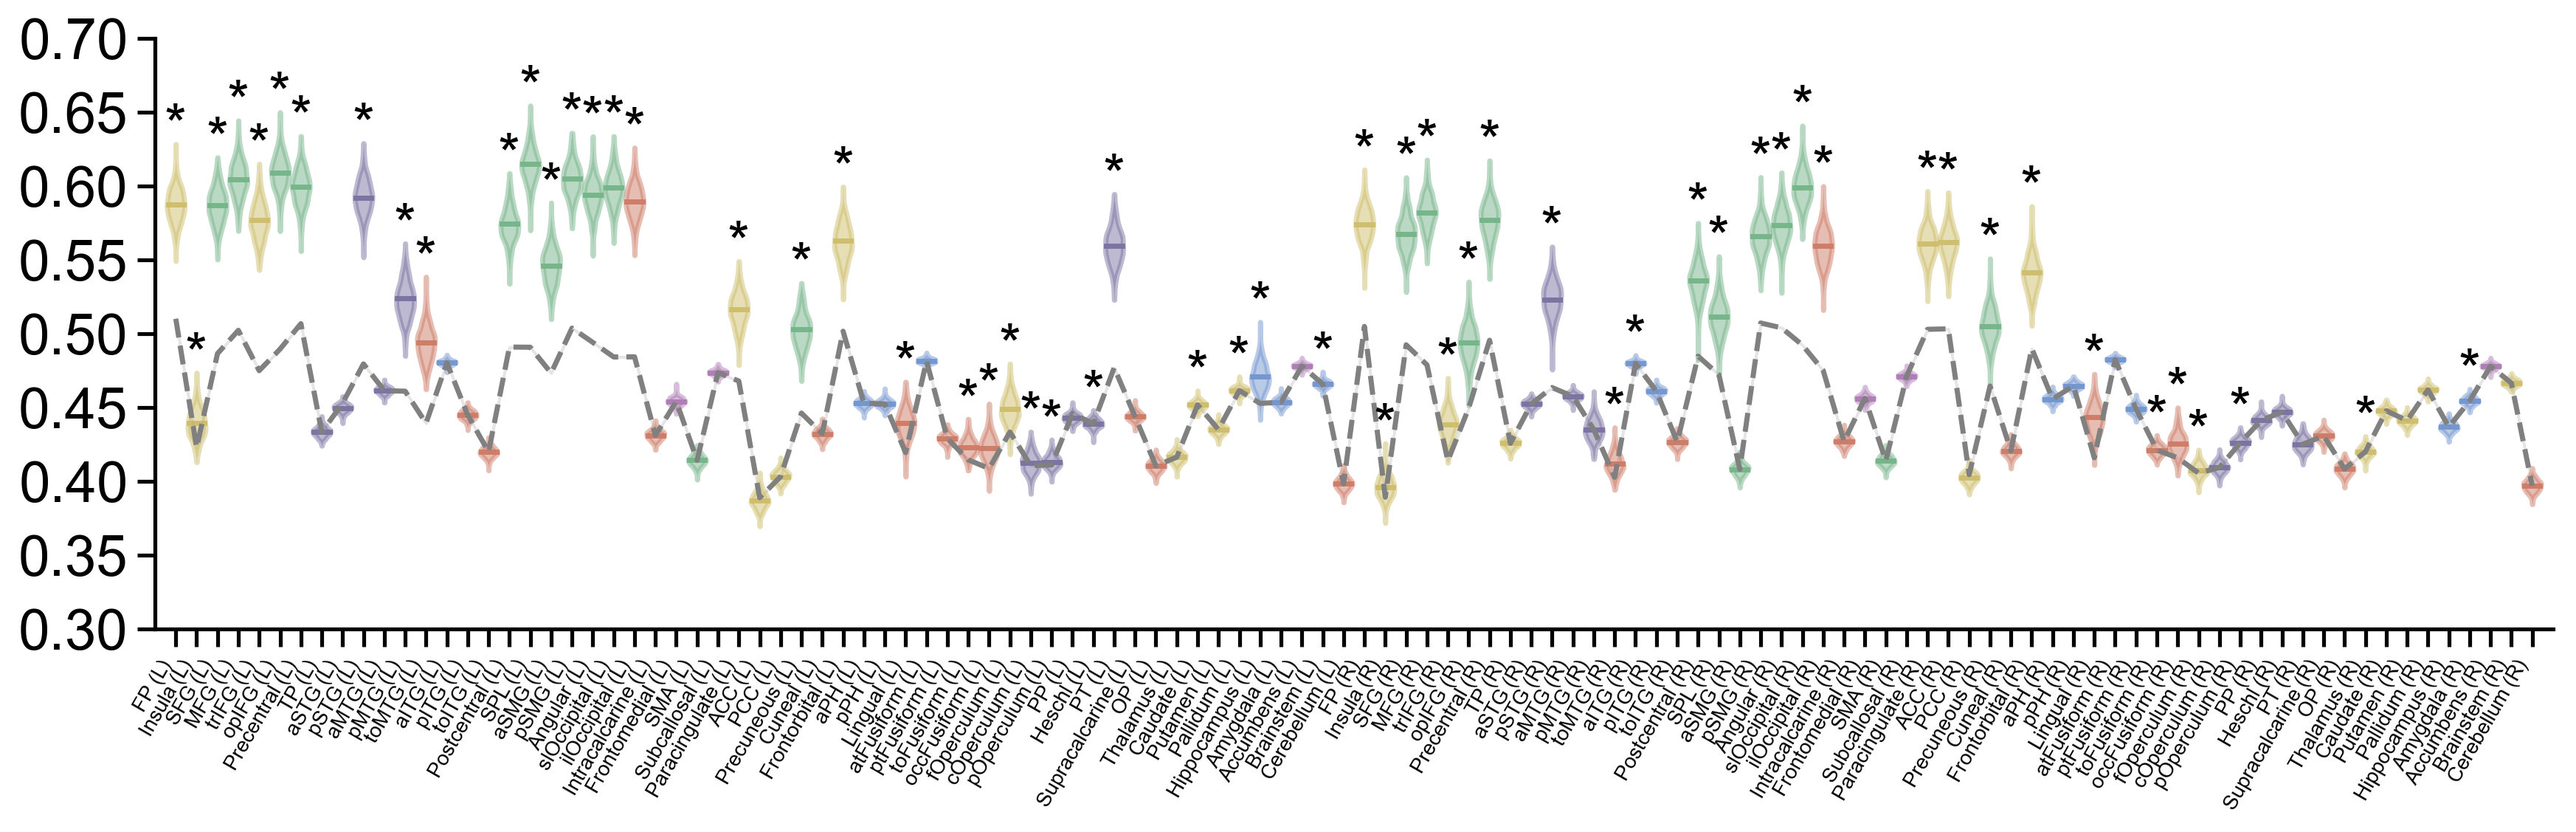 0.70
0.65
0.60
0.55
0.50
0.45
0.40
0.35
0.30
FP (L)
Insula (L)
SFG (L)
MFG (L)
trIFG (L)
opIFG (L)
Precentral (L)
TP (L)
aSTG (L)
pSTG (L)
aMTG (L)
pMTG (L)
toMTG (L)
aITG (L)
pITG (L)
toITG (L)
Postcentral (L)
SPL (L)
aSMG (L)
pSMG (L)
Angular (L)
slOccipital (L)
ilOccipital (L)
Intracalcarine (L)
Frontomedial (L)
SMA (L)
Subcallosal (L)
Paracingulate (L)
ACC (L)
PCC (L)
Precuneous (L)
Cuneal (L)
Frontorbital (L)
aPH (L)
pPH (L)
Lingual (L)
atFusiform (L)
ptFusiform (L)
toFusiform (L)
occFusiform (L)
fOperculum (L)
cOperculum (L)
pOperculum (L)
PP (L)
Heschl (L)
PT (L)
Supracalcarine (L)
OP (L)
Thalamus (L)
Caudate (L)
Putamen (L)
Pallidum (L)
Hippocampus (L)
Amygdala (L)
Accumbens (L)
Brainstem (L)
Cerebellum (L)
FP (R)
Insula (R)
SFG (R)
MFG (R)
trIFG (R)
opIFG (R)
Precentral (R)
TP (R)
aSTG (R)
pSTG (R)
aMTG (R)
pMTG (R)
toMTG (R)
aITG (R)
pITG (R)
toITG (R)
Postcentral (R)
SPL (R)
aSMG (R)
pSMG (R)
Angular (R)
slOccipital (R)
ilOccipital (R)
Intracalcarine (R)
Frontomedial (R)
SMA (R)
Subcallosal (R)
Paracingulate (R)
ACC (R)
PCC (R)
Precuneous (R)
Cuneal (R)
Frontorbital (R)
aPH (R)
pPH (R)
Lingual (R)
atFusiform (R)
ptFusiform (R)
toFusiform (R)
occFusiform (R)
fOperculum (R)
cOperculum (R)
pOperculum (R)
PP (R)
Heschl (R)
PT (R)
Supracalcarine (R)
OP (R)
Thalamus (R)
Caudate (R)
Putamen (R)
Pallidum (R)
Hippocampus (R)
Amygdala (R)
Accumbens (R)
Brainstem (R)
Cerebellum (R)